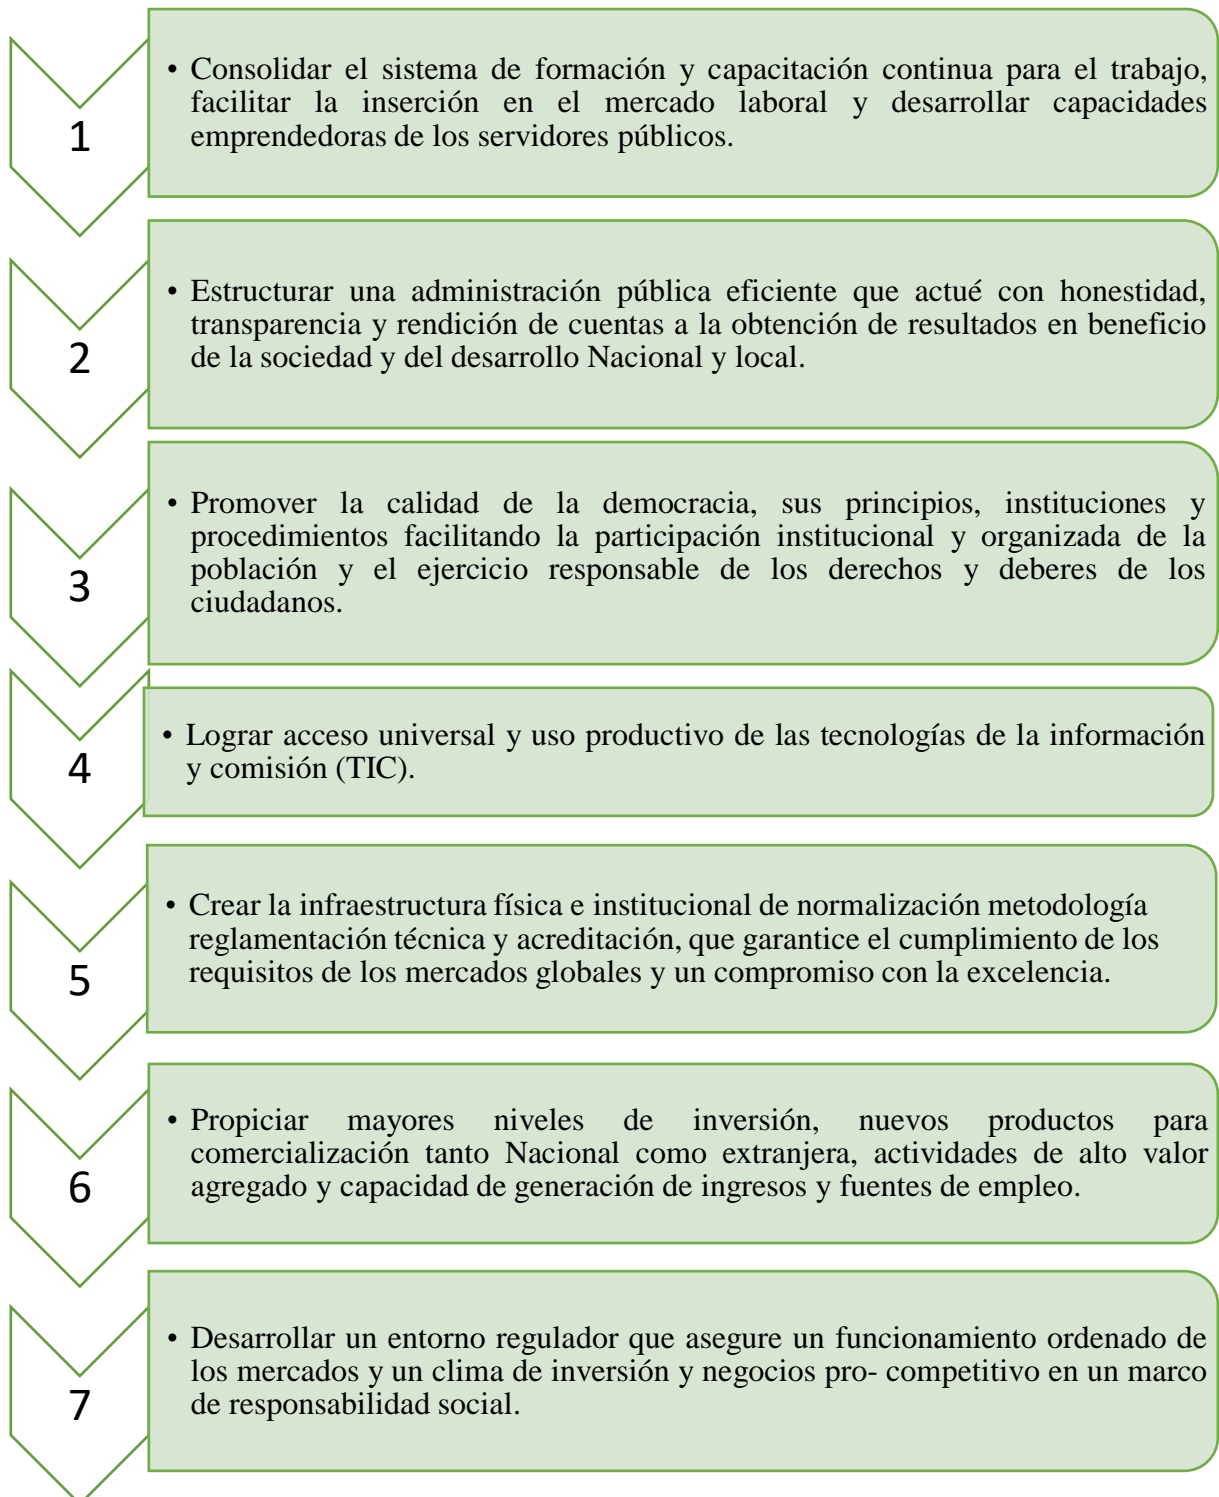 1
• Consolidar el sistema de formación y capacitación continua para el trabajo,
facilitar la inserción en el mercado laboral y desarrollar capacidades
emprendedoras de los servidores públicos.
2
• Estructurar una administración pública eficiente que actué con honestidad,
transparencia y rendición de cuentas a la obtención de resultados en beneficio
de la sociedad y del desarrollo Nacional y local.
3
• Promover la calidad de la democracia, sus principios, instituciones y
procedimientos facilitando la participación institucional y organizada de la
población y el ejercicio responsable de los derechos y deberes de los
ciudadanos.
4
• Lograr acceso universal y uso productivo de las tecnologías de la información
y comisión (TIC).
5
• Crear la infraestructura física e institucional de normalización metodología
reglamentación técnica y acreditación, que garantice el cumplimiento de los
requisitos de los mercados globales y un compromiso con la excelencia.
6
• Propiciar mayores niveles de inversión, nuevos productos para
comercialización tanto Nacional como extranjera, actividades de alto valor
agregado y capacidad de generación de ingresos y fuentes de empleo.
7
• Desarrollar un entorno regulador que asegure un funcionamiento ordenado de
los mercados y un clima de inversión y negocios pro- competitivo en un marco
de responsabilidad social.